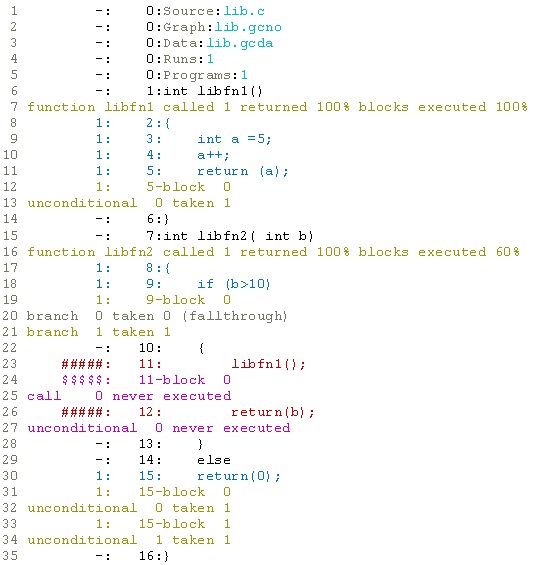 1 -: 0:Source:lib.c
2 -: 0:Graph:lib.gcno
3 -: 0:Data:lib.gcda
4 -: 0:Runs:1
5 -: 0:Programs:1
6 -: 1:int libfn1()
7 function libfn1 called 1 returned 100% blocks executed 100%
8 1: 2:{
9 1: 3: int a =5;
10 1: 4: a++;
11 1: 5: return (a);
12 1: 5-block 0
13 unconditional 0 taken 1
14 -: 6:}
15 -: 7:int libfn2( int b)
16 function libfn2 called 1 returned 100% blocks executed 60%
17 1: 8:{
18 1: 9: if (b>10)
19 1: 9-block 0
20 branch 0 taken 0 (fallthrough)
21 branch 1 taken 1
22 -: 10: {
23 #####: 11: libfn1();
24 $$$$$: 11-block 0
25 call 0 never executed
26 #####: 12: return(b);
27 unconditional 0 never executed
28 -: 13: }
29 -: 14: else
30 1: 15: return(0);
31 1: 15-block 0
32 unconditional 0 taken 1
33 1: 15-block 1
34 unconditional 1 taken 1
35 -: 16:}